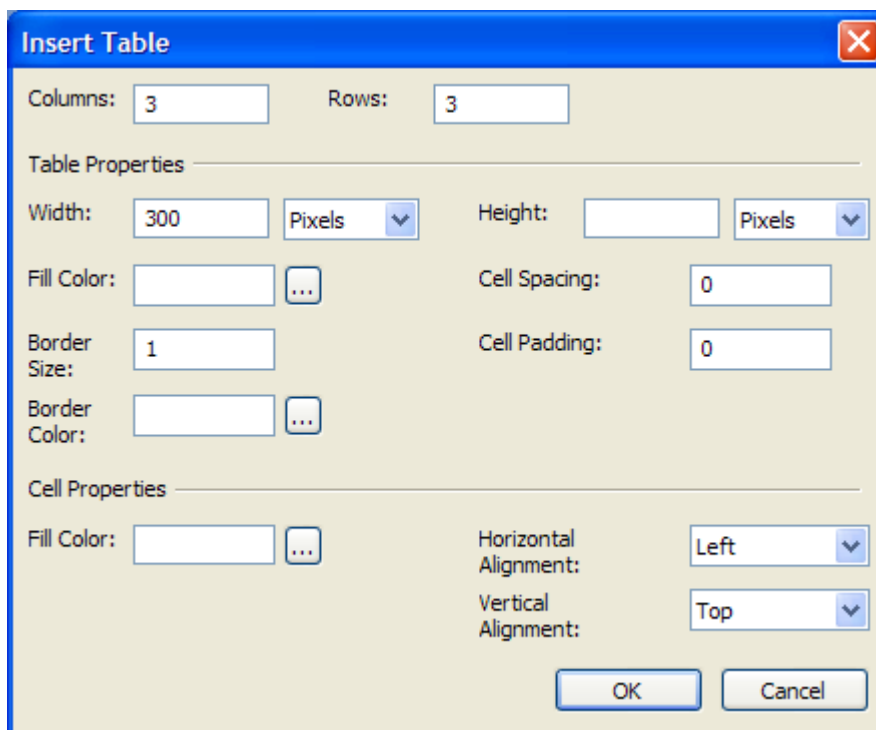 Insert Table
Columns: 3 Rows: 3
Table Properties
Width: 300 Pixels Height: Pixels
Fill Color: ... Cell Spacing: 0
Border Size: 1 Cell Padding: 0
Border Color: ...
Cell Properties
Fill Color: ... Horizontal Alignment: Left
Vertical Alignment: Top
OK Cancel